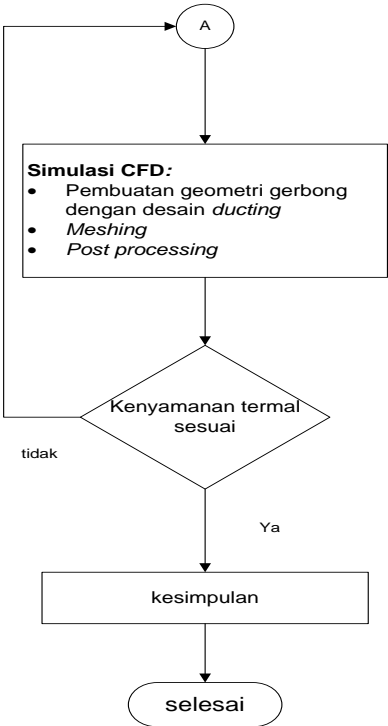 A
Simulasi CFD:
• Pembuatan geometri gerbong
dengan desain ducting
• Meshing
• Post processing
Kenyamanan termal
sesuai
tidak
Ya
kesimpulan
selesai